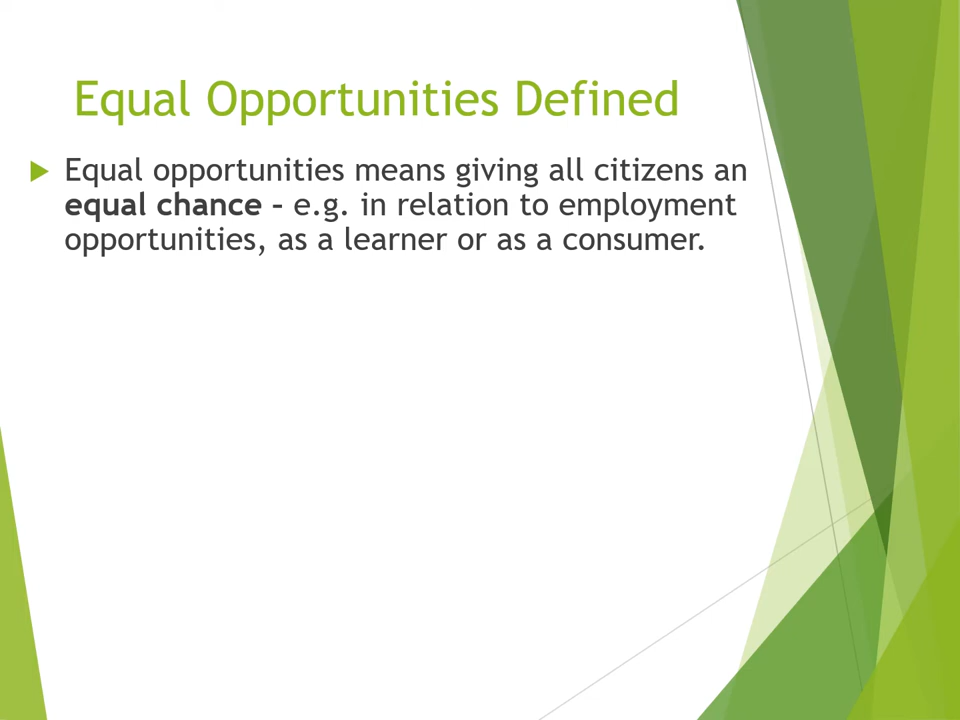 Equal Opportunities Defined
Equal opportunities means giving all citizens an
equal chance – e.g. in relation to employment
opportunities, as a learner or as a consumer.